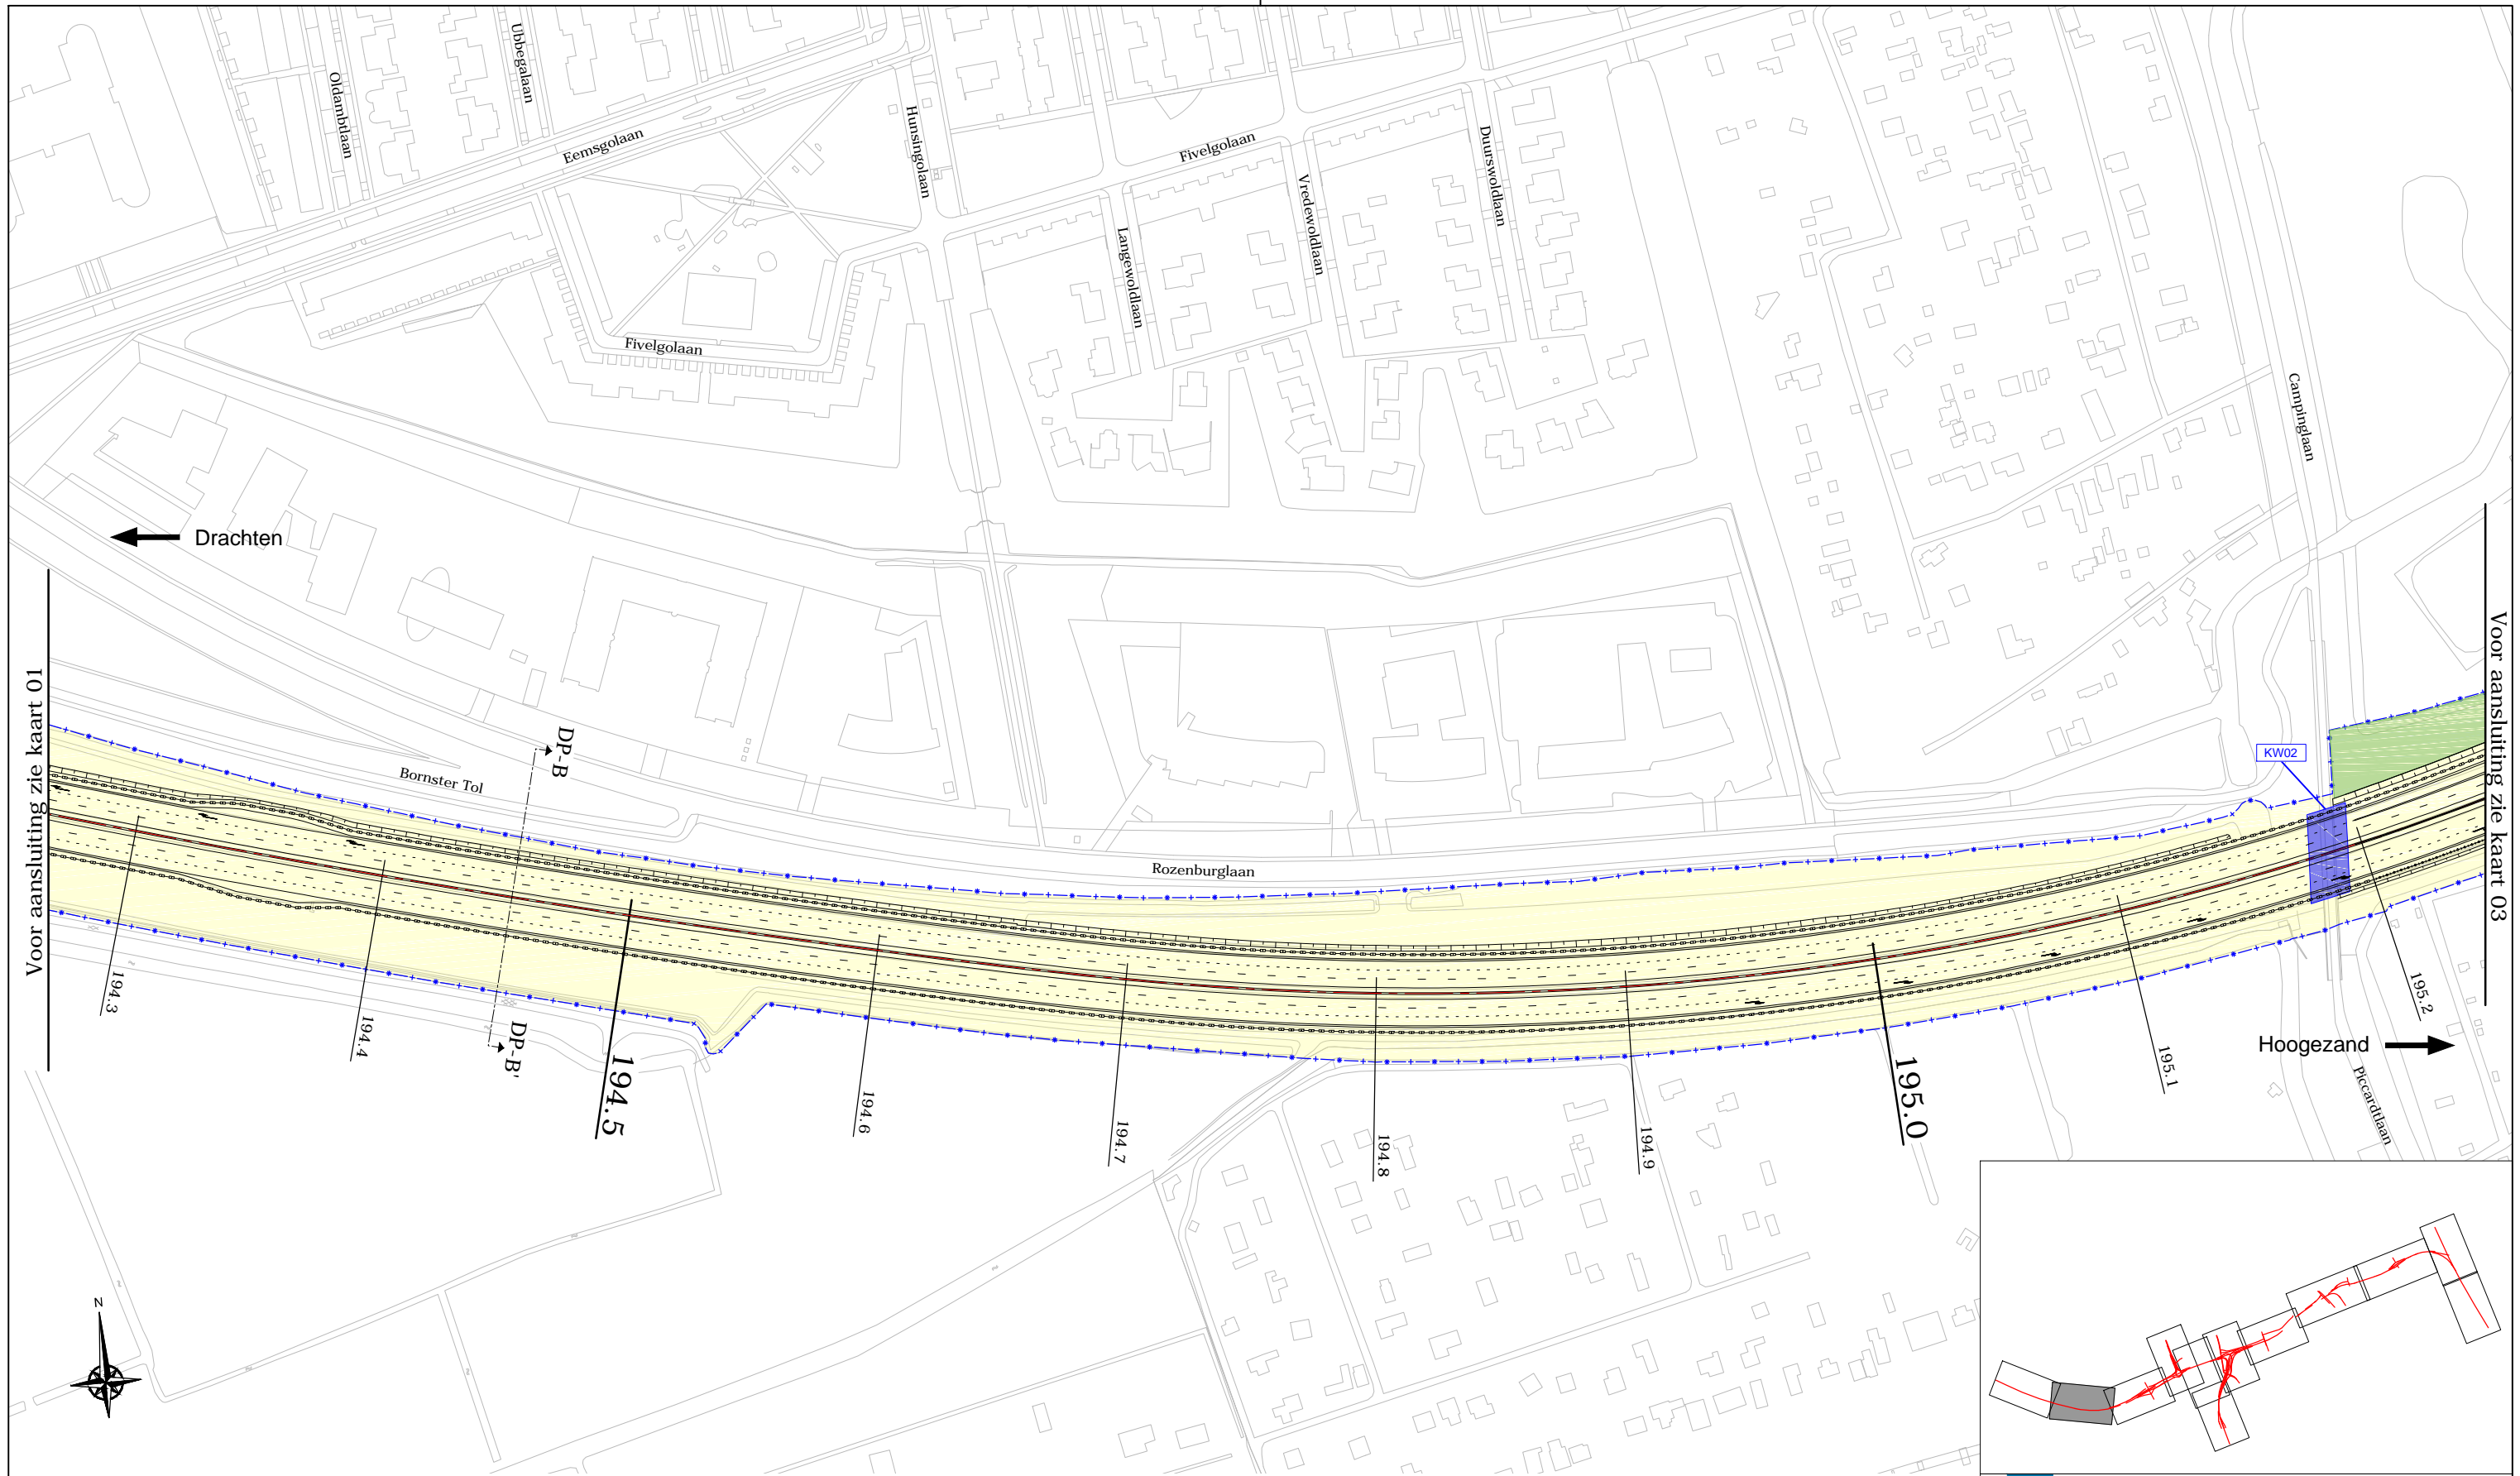 Ubbegalaan
Oldambtlaan
Eemsgolaan
Hunsingolaan
Fivelgolaan
Duurswoldlaan
Vredewoldlaan
Langewoldlaan
Fivelgolaan
Campinglaan
Drachten
Voor aansluiting zie kaart 01
Voor aansluiting zie kaart 03
DP-B
KW02
Bornster Tol
Rozenburglaan
194.3
194.4
DP-B'
194.5
194.6
194.7
194.8
194.9
195.0
195.1
195.2
Hoogezand
Piccardtlaan
N